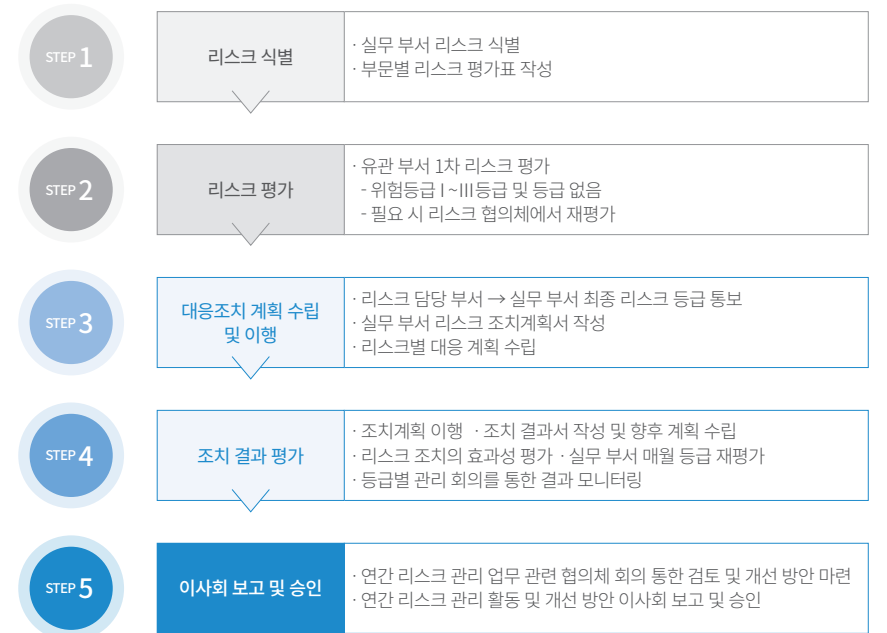 STEP 1
리스크 식별
· 실무 부서 리스크 식별
· 부문별 리스크 평가표 작성
STEP 2
리스크 평가
· 유관 부서 1차 리스크 평가
- 위험등급 I ~III등급 및 등급 없음
- 필요 시 리스크 협의체에서 재평가
STEP 3
대응조치 계획 수립
및 이행
· 리스크 담당 부서 → 실무 부서 최종 리스크 등급 통보
· 실무 부서 리스크 조치계획서 작성
· 리스크별 대응 계획 수립
STEP 4
조치 결과 평가
· 조치계획 이행 · 조치 결과서 작성 및 향후 계획 수립
· 리스크 조치의 효과성 평가 · 실무 부서 매월 등급 재평가
· 등급별 관리 회의를 통한 결과 모니터링
STEP 5
이사회 보고 및 승인
· 연간 리스크 관리 업무 관련 협의체 회의 통한 검토 및 개선 방안 마련
· 연간 리스크 관리 활동 및 개선 방안 이사회 보고 및 승인